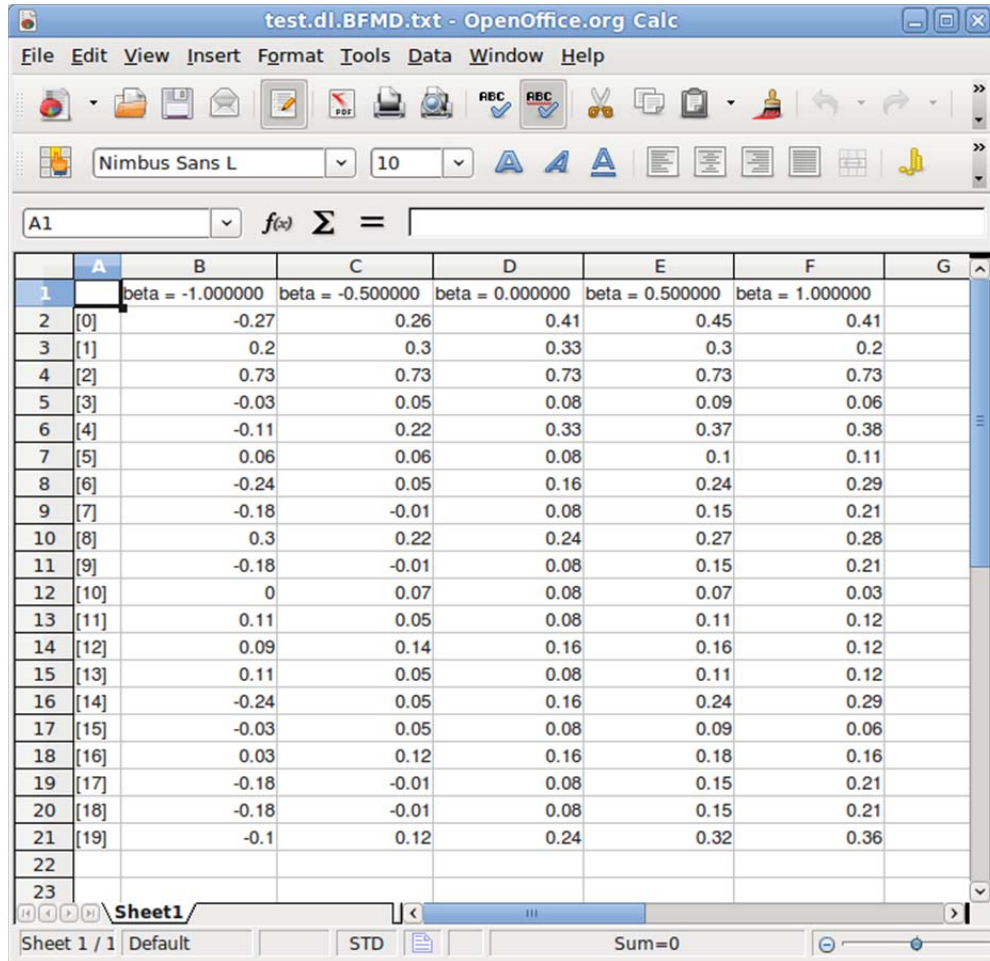 test.dl.BFMD.txt - OpenOffice.org Calc
File Edit View Insert Format Tools Data Window Help
PDF ABC ABC »
Nimbus Sans L 10 A A A »
A1 f(x) Σ =
A B C D E F G
1 beta = -1.000000 beta = -0.500000 beta = 0.000000 beta = 0.500000 beta = 1.000000
2 [0] -0.27 0.26 0.41 0.45 0.41
3 [1] 0.2 0.3 0.33 0.3 0.2
4 [2] 0.73 0.73 0.73 0.73 0.73
5 [3] -0.03 0.05 0.08 0.09 0.06
6 [4] -0.11 0.22 0.33 0.37 0.38
7 [5] 0.06 0.06 0.08 0.1 0.11
8 [6] -0.24 0.05 0.16 0.24 0.29
9 [7] -0.18 -0.01 0.08 0.15 0.21
10 [8] 0.3 0.22 0.24 0.27 0.28
11 [9] -0.18 -0.01 0.08 0.15 0.21
12 [10] 0 0.07 0.08 0.07 0.03
13 [11] 0.11 0.05 0.08 0.11 0.12
14 [12] 0.09 0.14 0.16 0.16 0.12
15 [13] 0.11 0.05 0.08 0.11 0.12
16 [14] -0.24 0.05 0.16 0.24 0.29
17 [15] -0.03 0.05 0.08 0.09 0.06
18 [16] 0.03 0.12 0.16 0.18 0.16
19 [17] -0.18 -0.01 0.08 0.15 0.21
20 [18] -0.18 -0.01 0.08 0.15 0.21
21 [19] -0.1 0.12 0.24 0.32 0.36
22
23
Sheet1
Sheet 1 / 1 Default STD Sum=0